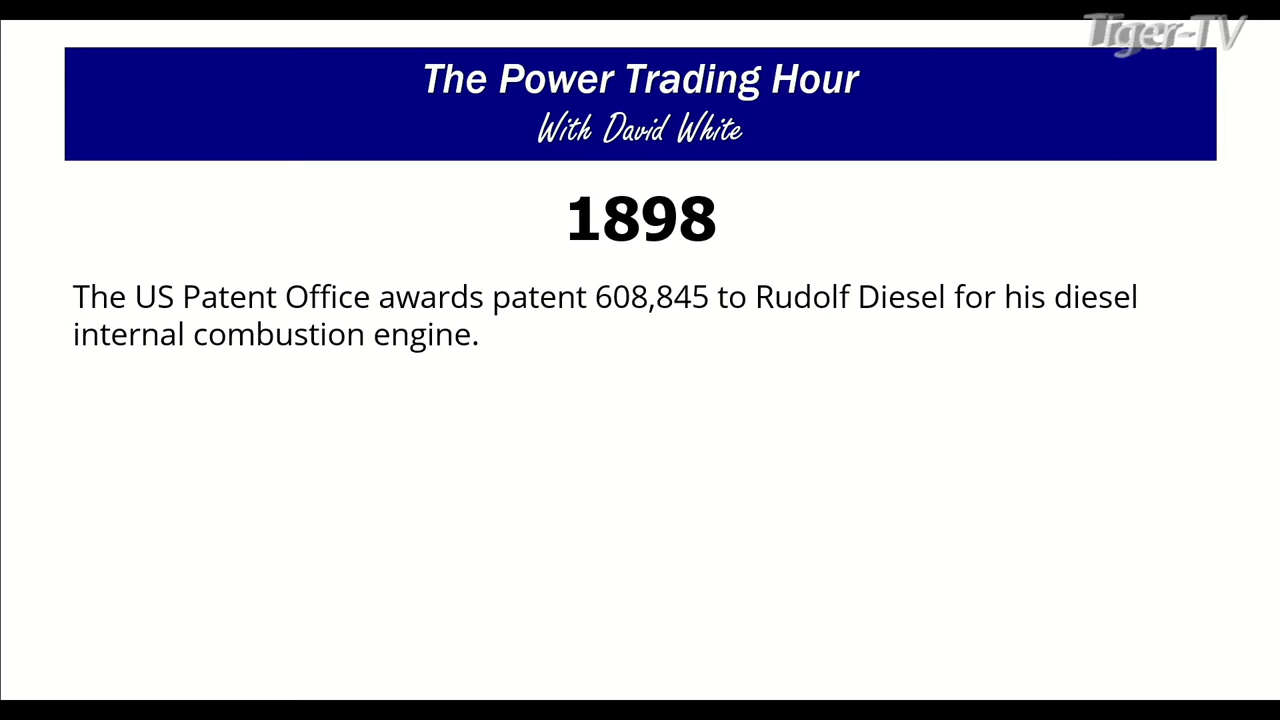 Tiger-TV
The Power Trading Hour
With David White
1898
The US Patent Office awards patent 608,845 to Rudolf Diesel for his diesel
internal combustion engine.